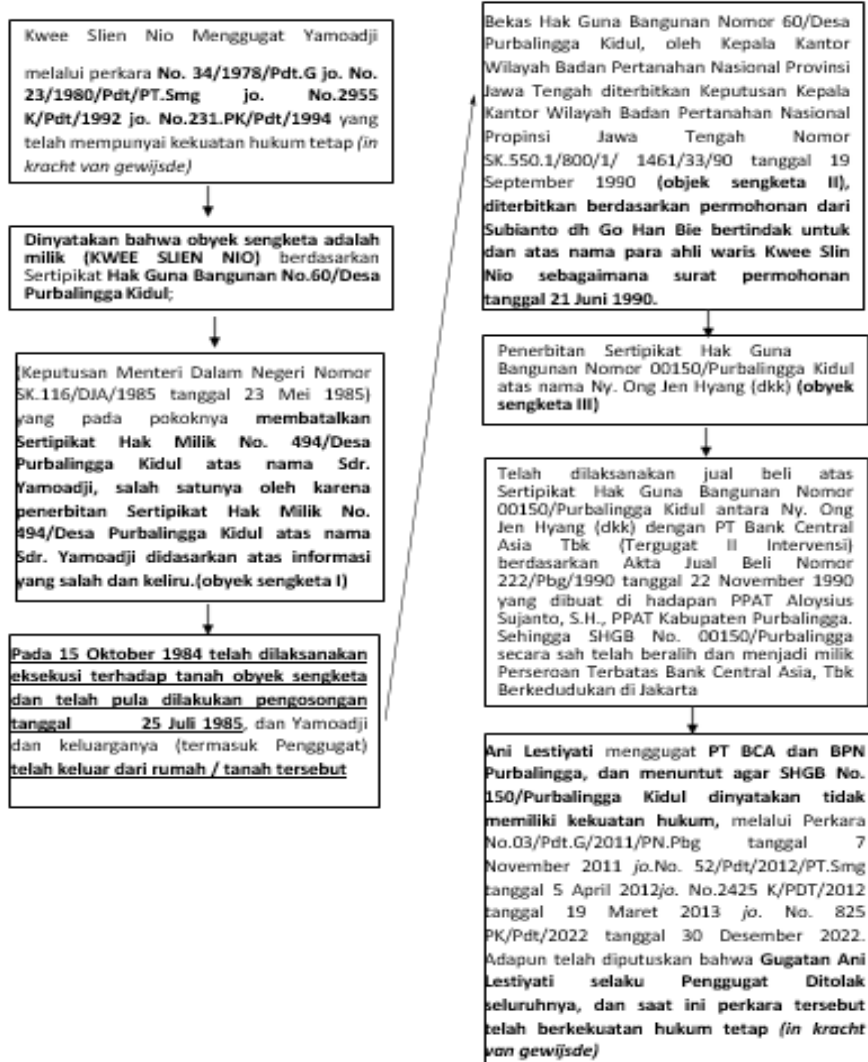 Kwee Slien Nio Menggugat Yamoadji
melalui perkara No. 34/1978/Pdt.G jo. No.
23/1980/Pdt/PT.Smg jo. No.2955
K/Pdt/1992 jo. No.231.PK/Pdt/1994 yang
telah mempunyai kekuatan hukum tetap (in
kracht van gewijsde)
Dinyatakan bahwa obyek sengketa adalah
milik (KWEE SLIEN NIO) berdasarkan
Sertipikat Hak Guna Bangunan No.60/Desa
Purbalingga Kidul;
(Keputusan Menteri Dalam Negeri Nomor
SK.116/DJA/1985 tanggal 23 Mei 1985)
yang pada pokoknya membatalkan
Sertipikat Hak Milik No. 494/Desa
Purbalingga Kidul atas nama Sdr.
Yamoadji, salah satunya oleh karena
penerbitan Sertipikat Hak Milik No.
494/Desa Purbalingga Kidul atas nama
Sdr. Yamoadji didasarkan atas informasi
yang salah dan keliru.(obyek sengketa I)
Pada 15 Oktober 1984 telah dilaksanakan
eksekusi terhadap tanah obyek sengketa
dan telah pula dilakukan pengosongan
tanggal 25 Juli 1985, dan Yamoadji
dan keluarganya (termasuk Penggugat)
telah keluar dari rumah / tanah tersebut
Bekas Hak Guna Bangunan Nomor 60/Desa
Purbalingga Kidul, oleh Kepala Kantor
Wilayah Badan Pertanahan Nasional Provinsi
Jawa Tengah diterbitkan Keputusan Kepala
Kantor Wilayah Badan Pertanahan Nasional
Propinsi Jawa Tengah Nomor
SK.550.1/800/1/ 1461/33/90 tanggal 19
September 1990 (objek sengketa II),
diterbitkan berdasarkan permohonan dari
Subianto dh Go Han Bie bertindak untuk
dan atas nama para ahli waris Kwee Slin
Nio sebagaimana surat permohonan
tanggal 21 Juni 1990.
Penerbitan Sertipikat Hak Guna
Bangunan Nomor 00150/Purbalingga Kidul
atas nama Ny. Ong Jen Hyang (dkk) (obyek
sengketa III)
Telah dilaksanakan jual beli atas
Sertipikat Hak Guna Bangunan Nomor
00150/Purbalingga Kidul antara Ny. Ong
Jen Hyang (dkk) dengan PT Bank Central
Asia Tbk (Tergugat II Intervensi)
berdasarkan Akta Jual Beli Nomor
222/Pbg/1990 tanggal 22 November 1990
yang dibuat di hadapan PPAT Aloysius
Sujanto, S.H., PPAT Kabupaten Purbalingga.
Sehingga SHGB No. 00150/Purbalingga
secara sah telah beralih dan menjadi milik
Perseroan Terbatas Bank Central Asia, Tbk
Berkedudukan di Jakarta
Ani Lestiyati menggugat PT BCA dan BPN
Purbalingga, dan menuntut agar SHGB No.
150/Purbalingga Kidul dinyatakan tidak
memiliki kekuatan hukum, melalui Perkara
No.03/Pdt.G/2011/PN.Pbg tanggal 7
November 2011 jo.No. 52/Pdt/2012/PT.Smg
tanggal 5 April 2012jo. No.2425 K/PDT/2012
tanggal 19 Maret 2013 jo. No. 825
PK/Pdt/2022 tanggal 30 Desember 2022.
Adapun telah diputuskan bahwa Gugatan Ani
Lestiyati selaku Penggugat Ditolak
seluruhnya, dan saat ini perkara tersebut
telah berkekuatan hukum tetap (in kracht
van gewijsde)